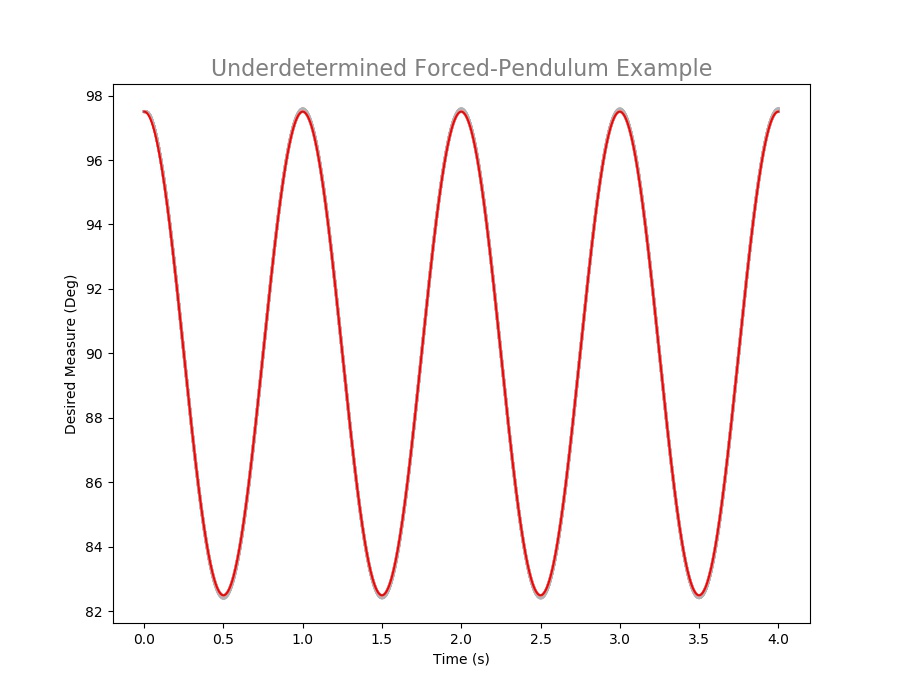 Underdetermined Forced-Pendulum Example
98
96
94
92
90
88
86
84
82
Desired Measure (Deg)
0.0 0.5 1.0 1.5 2.0 2.5 3.0 3.5 4.0
Time (s)